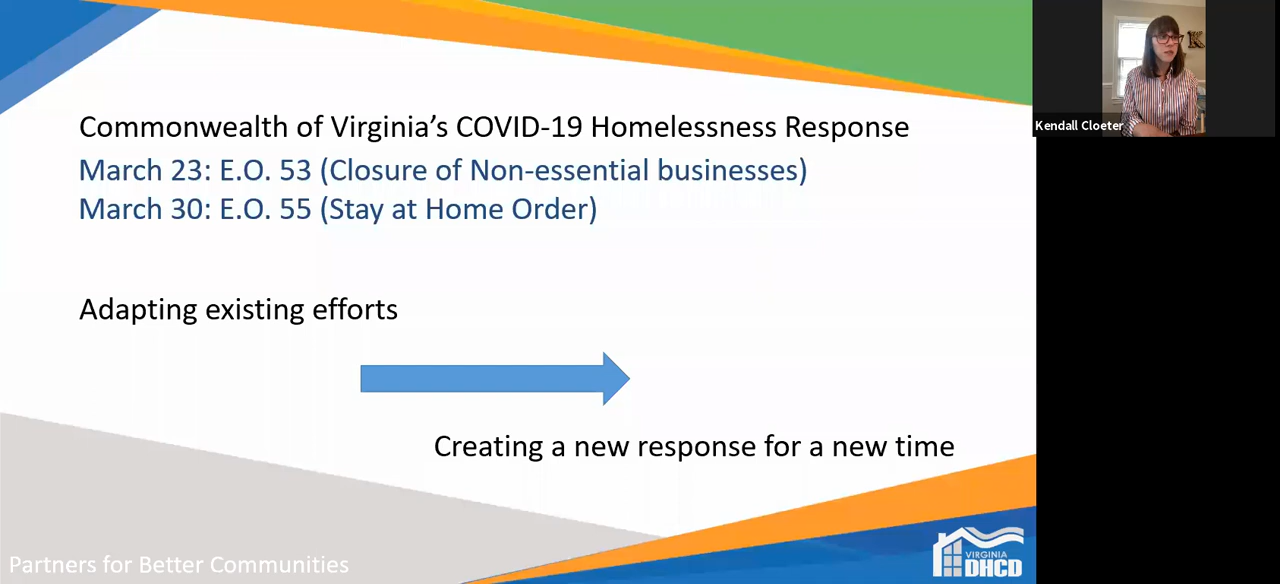 Commonwealth of Virginia's COVID-19 Homelessness Response
March 23: E.O. 53 (Closure of Non-essential businesses)
March 30: E.O. 55 (Stay at Home Order)
Adapting existing efforts
Creating a new response for a new time
Partners for Better Communities
VIRGINIA
DHCD
Kendall Cloeter
K